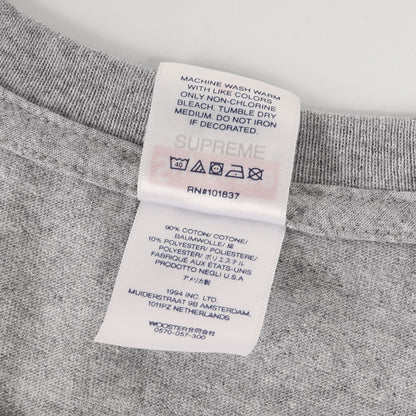 MACHINE WASH WARM
WITH LIKE COLORS
ONLY NON-CHLORINE
BLEACH. TUMBLE DRY
MEDIUM. DO NOT IRON
IF DECORATED.
SUPREME
40
RN#101837
90% COTON/ COTONE/
BAUMWOLLE/ 綿
10% POLYESTER/ POLIESTERE/
POLYESTER/ ポリエステル
FABRIQUE AUX ÉTATS-UNIS
PRODOTTO NEGLI U.S.A
アメリカ製
1994 INC LTD.
MUIDERSTRAAT 9B AMSTERDAM,
1011PZ NETHERLANDS
WOOSTER合同会社
0570-057-300